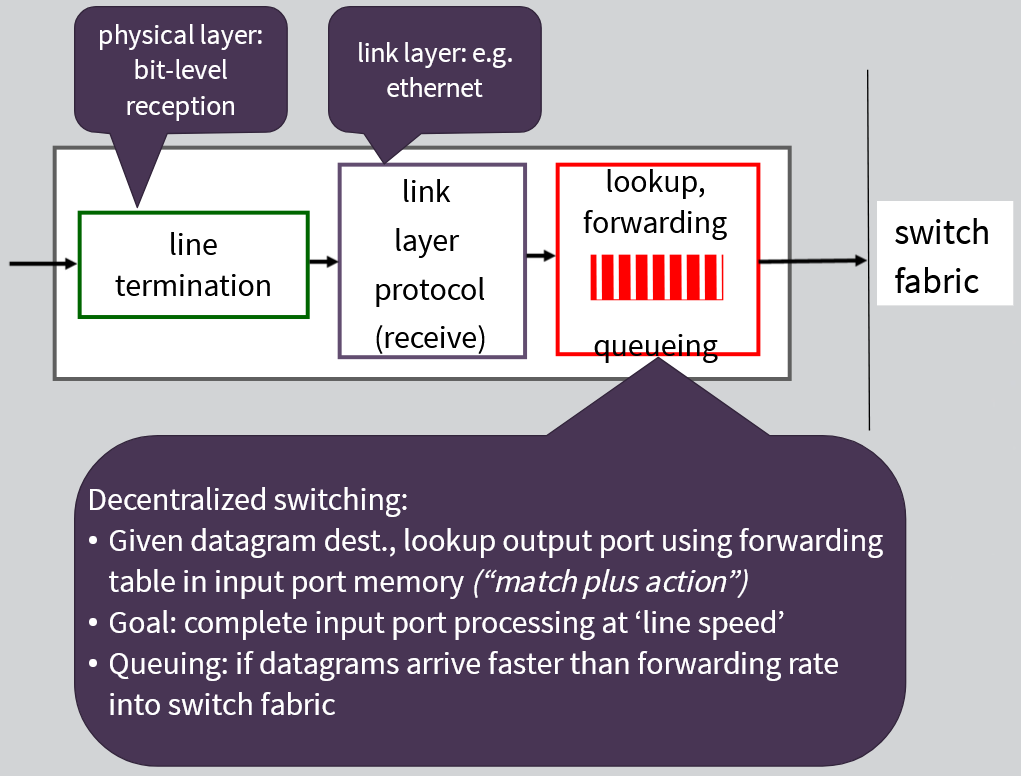 physical layer:
bit-level
reception
link layer: e.g.
ethernet
line
termination
link
layer
protocol
(receive)
lookup,
forwarding
queueing
switch
fabric
Decentralized switching:
• Given datagram dest., lookup output port using forwarding
table in input port memory (“match plus action”)
• Goal: complete input port processing at ‘line speed’
• Queuing: if datagrams arrive faster than forwarding rate
into switch fabric